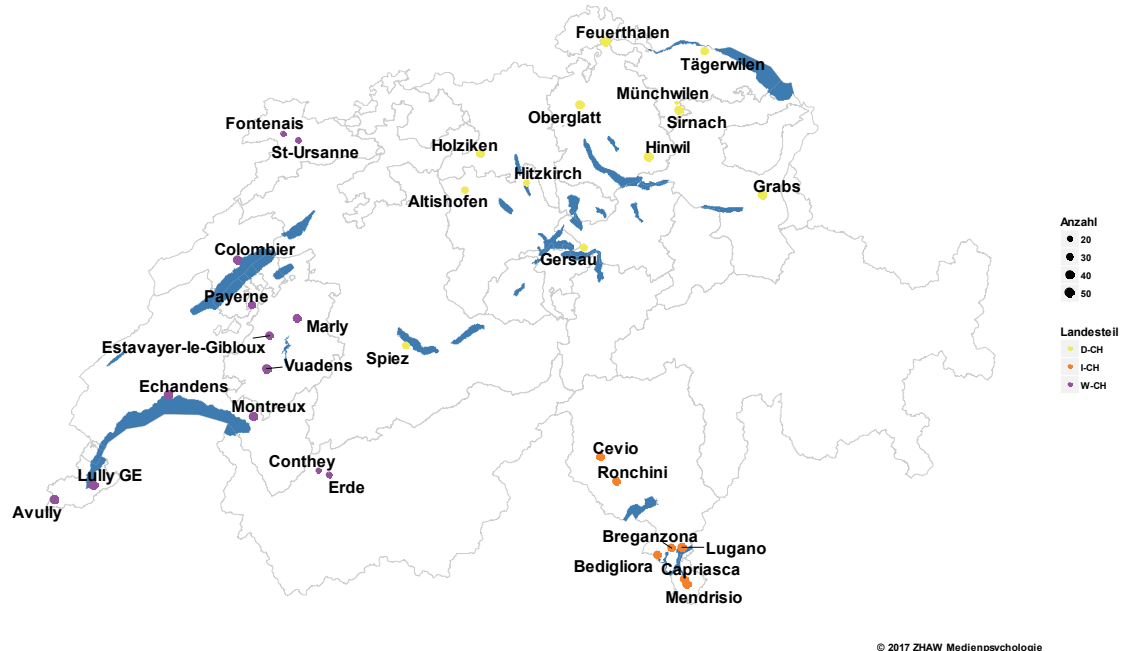 Feuerthalen
Tägerwilen
Münchwilen
Oberglatt
Sirnach
Fontenais
St-Ursanne
Holziken
Hinwil
Hitzkirch
Grabs
Altishofen
Colombier
Gersau
Payerne
Marly
Estavayer-le-Gibloux
Spiez
Vuadens
Echandens
Montreux
Cevio
Conthey
Ronchini
Lully GE
Erde
Avully
Breganzona
Lugano
Bedigliora
Capriasca
Mendrisio
Anzahl
20
30
40
50
Landesteil
D-CH
I-CH
W-CH
© 2017 ZHAW Medienpsychologie